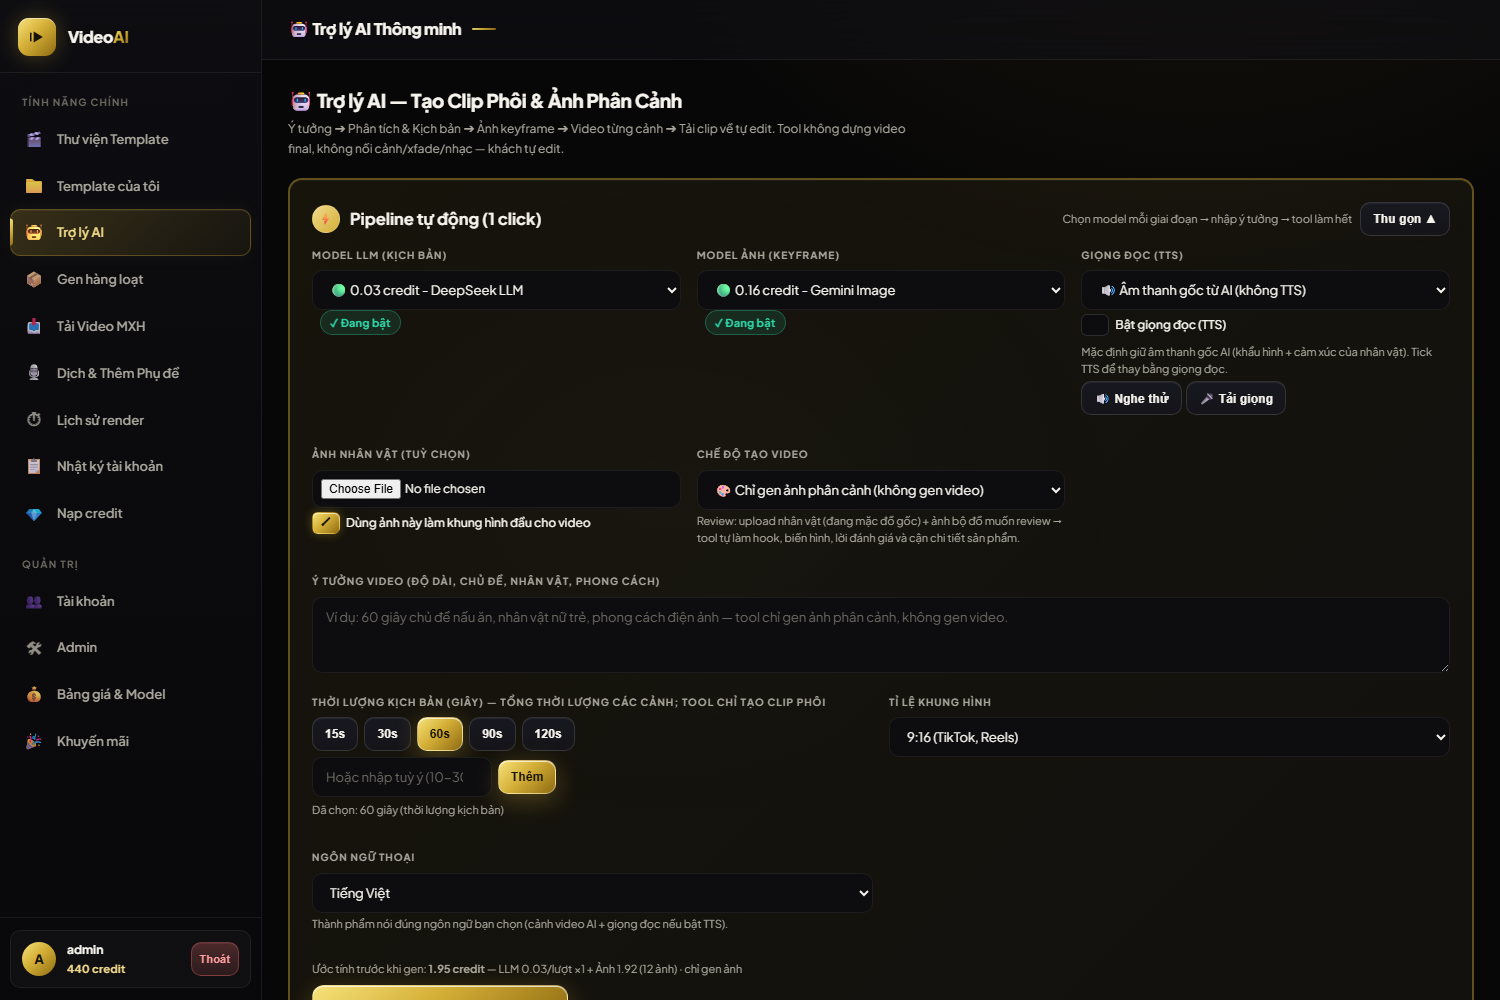 VideoAI
TÍNH NĂNG CHÍNH
Thư viện Template
Template của tôi
Trợ lý AI
Gen hàng loạt
Tải Video MXH
Dịch & Thêm Phụ đề
Lịch sử render
Nhật ký tài khoản
Nạp credit
QUẢN TRỊ
Tài khoản
Admin
Bảng giá & Model
Khuyến mãi
A
admin
440 credit
Thoát
Trợ lý AI Thông minh
Trợ lý AI — Tạo Clip Phôi & Ảnh Phân Cảnh
Ý tưởng → Phân tích & Kịch bản → Ảnh keyframe → Video từng cảnh → Tải clip về tự edit. Tool không dựng video
final, không nối cảnh/xfade/nhạc — khách tự edit.
Pipeline tự động (1 click)
Chọn model mỗi giai đoạn → nhập ý tưởng → tool làm hết
Thu gọn ▲
MODEL LLM (KỊCH BẢN)
0.03 credit - DeepSeek LLM
✓ Đang bật
MODEL ẢNH (KEYFRAME)
0.16 credit - Gemini Image
✓ Đang bật
GIỌNG ĐỌC (TTS)
Âm thanh gốc từ AI (không TTS)
Bật giọng đọc (TTS)
Mặc định giữ âm thanh gốc AI (khẩu hình + cảm xúc của nhân vật). Tick
TTS để thay bằng giọng đọc.
Nghe thử
Tải giọng
ẢNH NHÂN VẬT (TUỲ CHỌN)
Choose File No file chosen
Dùng ảnh này làm khung hình đầu cho video
CHẾ ĐỘ TẠO VIDEO
Chỉ gen ảnh phân cảnh (không gen video)
Review: upload nhân vật (đang mặc đồ gốc) + ảnh bộ đồ muốn review →
tool tự làm hook, biến hình, lời đánh giá và cận chi tiết sản phẩm.
Ý TƯỞNG VIDEO (ĐỘ DÀI, CHỦ ĐỀ, NHÂN VẬT, PHONG CÁCH)
Ví dụ: 60 giây chủ đề nấu ăn, nhân vật nữ trẻ, phong cách điện ảnh — tool chỉ gen ảnh phân cảnh, không gen video.
THỜI LƯỢNG KỊCH BẢN (GIÂY) — TỔNG THỜI LƯỢNG CÁC CẢNH; TOOL CHỈ TẠO CLIP PHÔI
15s
30s
60s
90s
120s
Hoặc nhập tuỳ ý (10–30
Thêm
Đã chọn: 60 giây (thời lượng kịch bản)
TỈ LỆ KHUNG HÌNH
9:16 (TikTok, Reels)
NGÔN NGỮ THOẠI
Tiếng Việt
Thành phẩm nói đúng ngôn ngữ bạn chọn (cảnh video AI + giọng đọc nếu bật TTS).
Ước tính trước khi gen: 1.95 credit — LLM 0.03/lượt ×1 + Ảnh 1.92 (12 ảnh) · chỉ gen ảnh